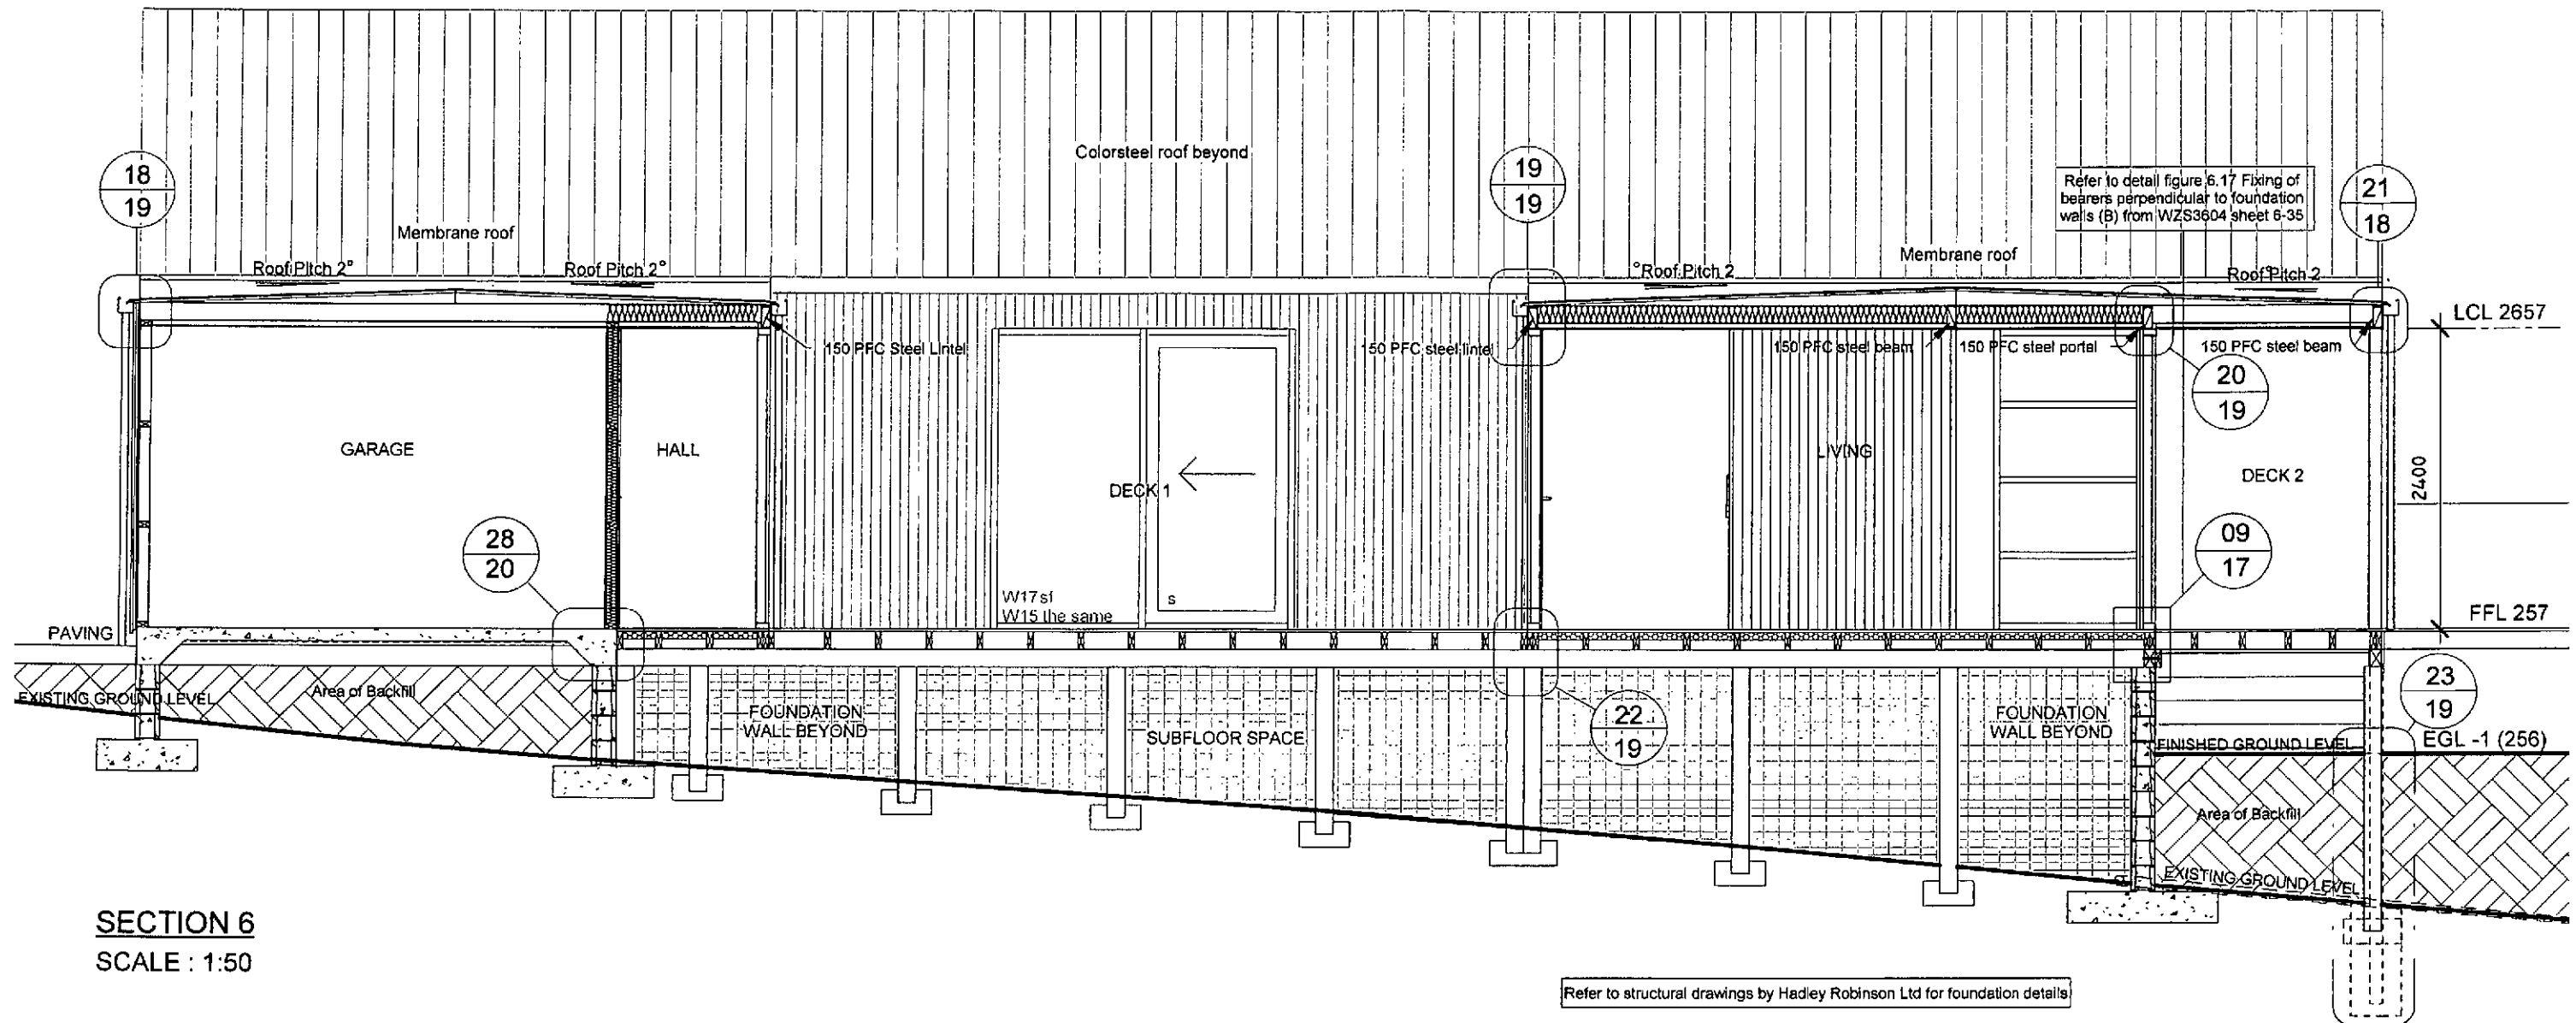 Colorsteel roof beyond
18
19
19
19
Refer to detail figure 6.17 Fixing of
bearers perpendicular to foundation
walls (B) from WZS3604 sheet 6-35
21
18
Membrane roof
Membrane roof
Roof Pitch 2°
Roof Pitch 2°
°Roof Pitch 2
Roof Pitch 2°
LCL 2657
150 PFC Steel Lintel
150 PFC steel lintel
150 PFC steel beam
150 PFC steel portal
150 PFC steel beam
20
19
GARAGE
HALL
DECK 1
LIVING
DECK 2
2400
28
20
09
17
W17sf
W15 the same
s
PAVING
FFL 257
EXISTING GROUND LEVEL
Area of Backfill
FOUNDATION
WALL BEYOND
SUBFLOOR SPACE
22
19
FOUNDATION
WALL BEYOND
23
19
FINISHED GROUND LEVEL
EGL -1 (256)
Area of Backfill
EXISTING GROUND LEVEL
SECTION 6
SCALE : 1:50
Refer to structural drawings by Hadley Robinson Ltd for foundation details